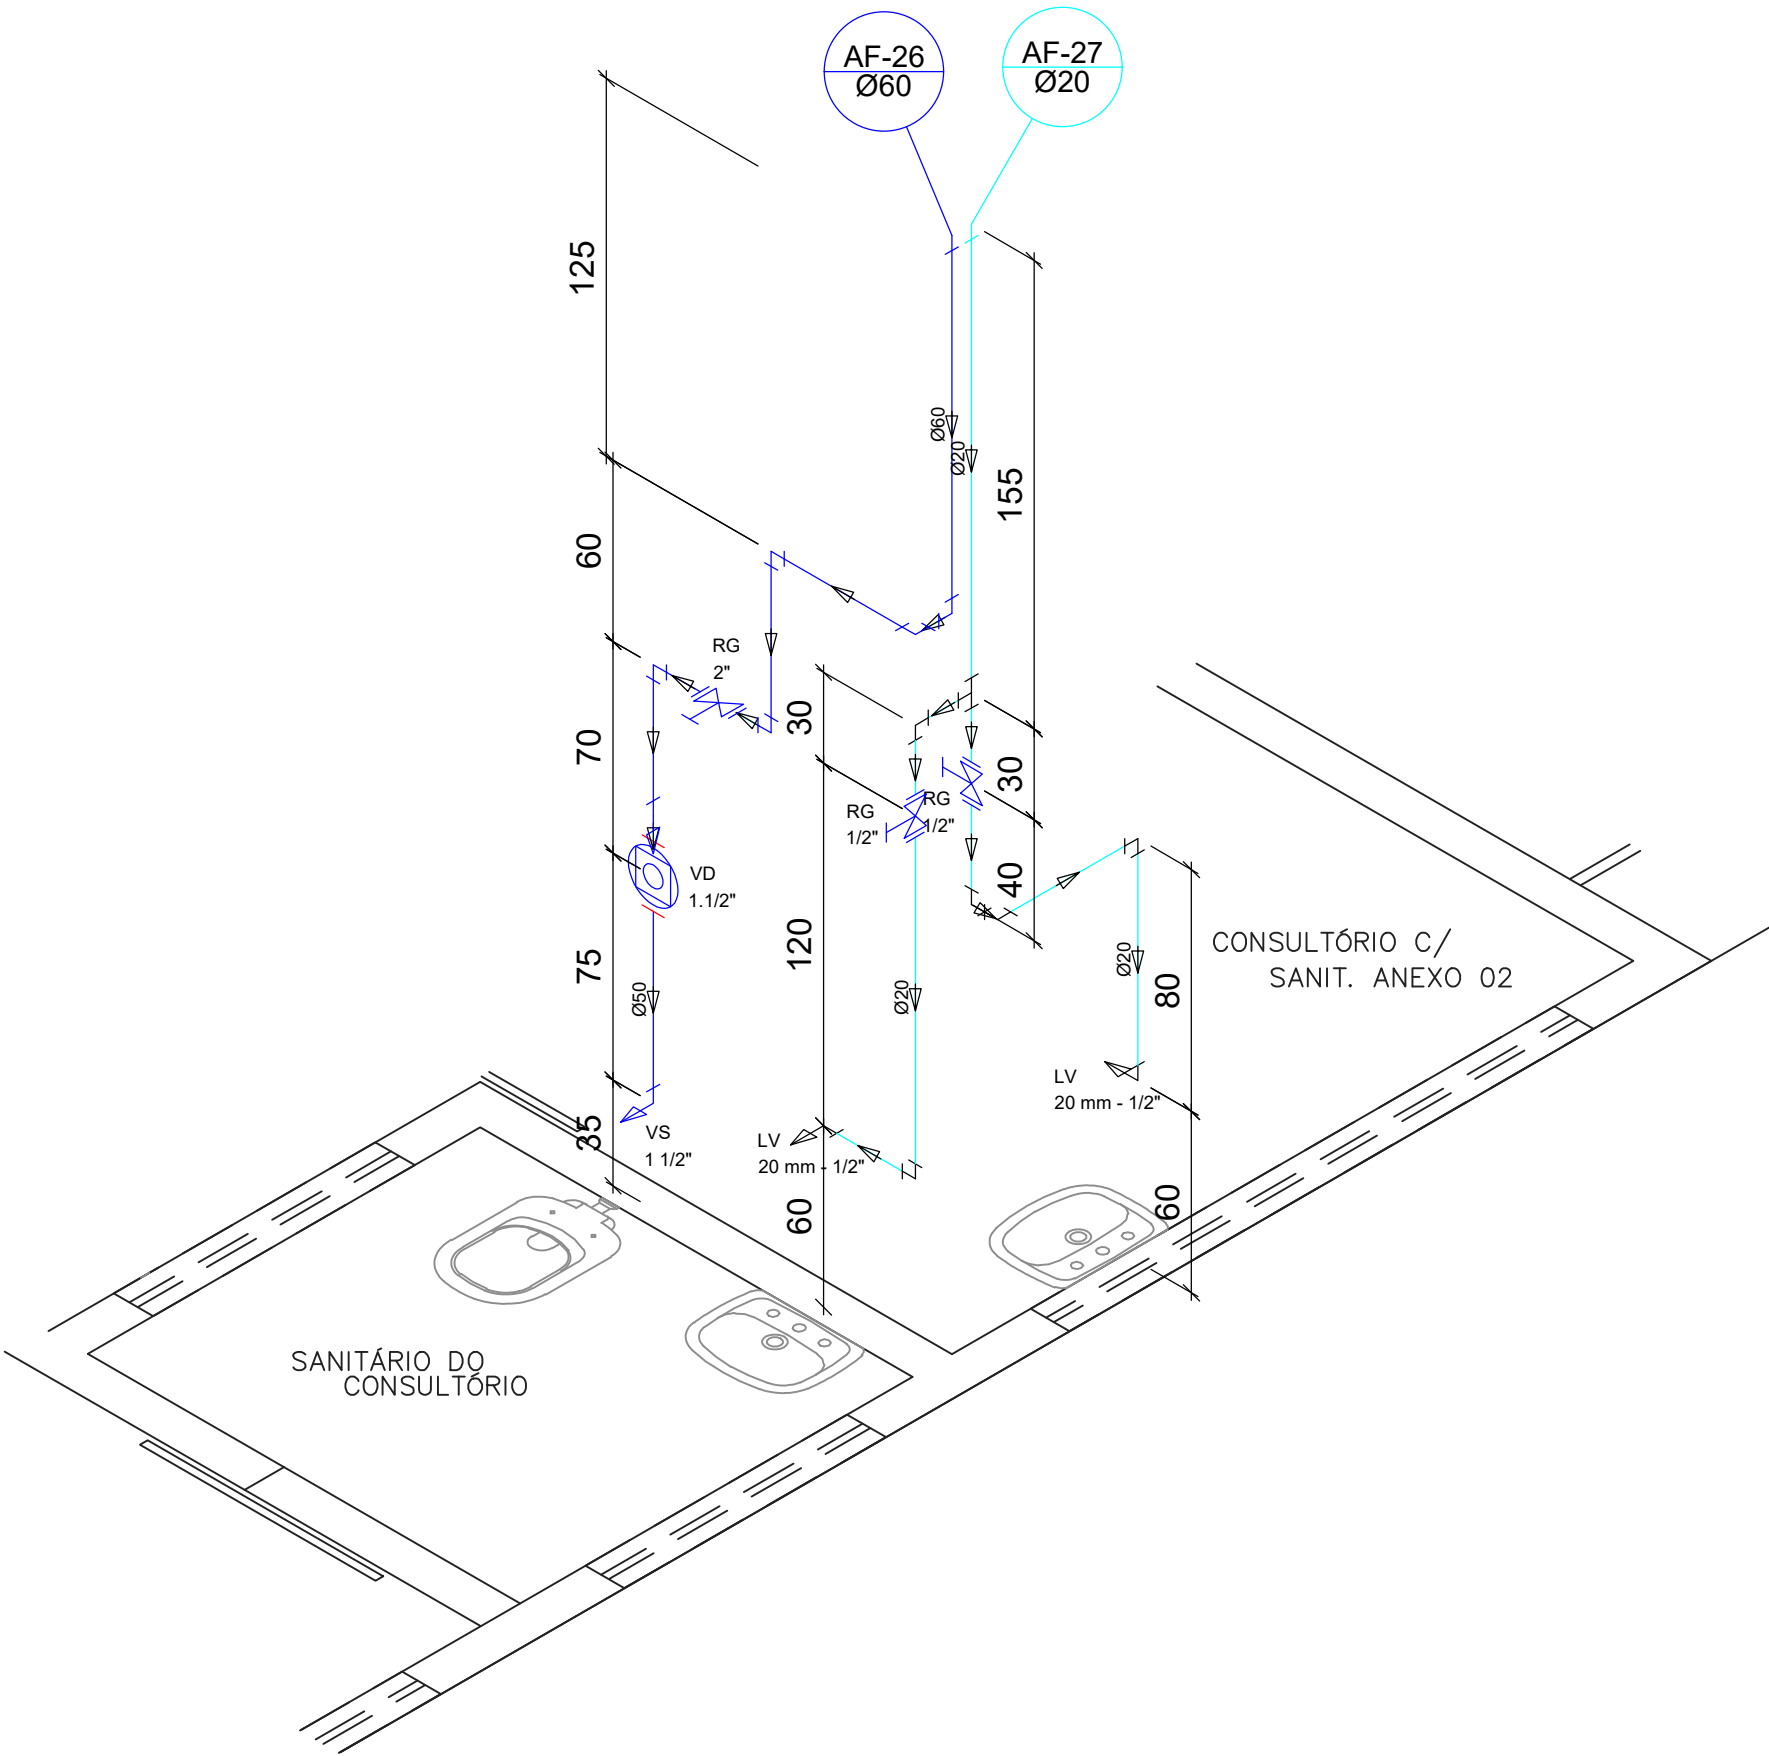 AF-26
Ø60
AF-27
Ø20
125
Ø60
Ø20
155
60
RG
2"
30
70
30
RG
1/2"
RG
1/2"
VD
1.1/2"
40
120
75
Ø50
Ø20
Ø20
80
CONSULTÓRIO C/
SANIT. ANEXO 02
LV
20 mm - 1/2"
35
VS
1 1/2"
LV
20 mm - 1/2"
60
60
SANITÁRIO DO
CONSULTÓRIO